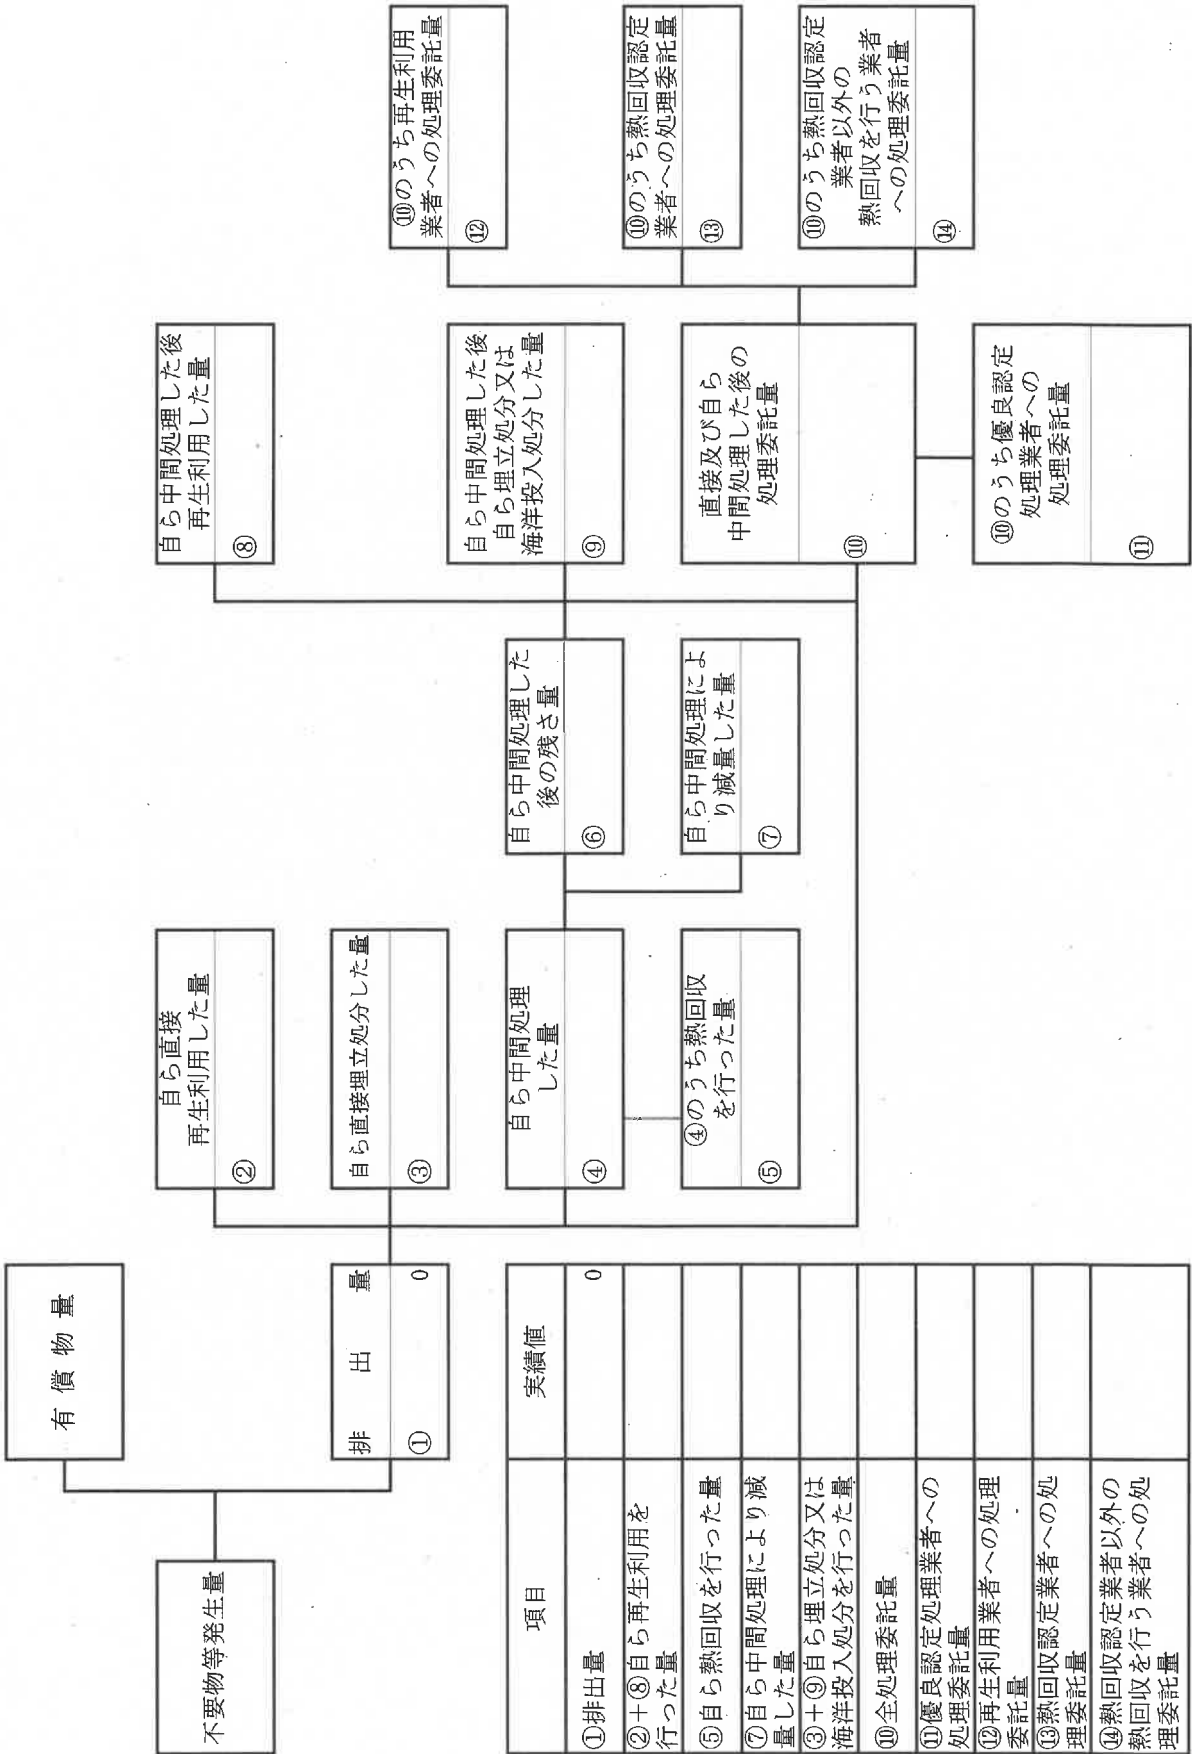 不要物等発生量
有償物量
排出量
① 0
自ら直接
再生利用した量
②
自ら直接埋立処分した量
③
自ら中間処理
した量
④
④のうち熱回収
を行った量
⑤
自ら中間処理した
後の残さ量
⑥
自ら中間処理によ
り減量した量
⑦
自ら中間処理した後
再生利用した量
⑧
自ら中間処理した後
自ら埋立処分又は
海洋投入処分した量
⑨
直接及び自ら
中間処理した後の
処理委託量
⑩
⑩のうち優良認定
処理業者への
処理委託量
⑪
⑩のうち再生利用
業者への処理委託量
⑫
⑩のうち熱回収認定
業者への処理委託量
⑬
⑩のうち熱回収認定
業者以外の
熱回収を行う業者
への処理委託量
⑭
項目 実績値
①排出量 0
②+⑧自ら再生利用を
行った量
⑤自ら熱回収を行った量
⑦自ら中間処理により減
量した量
③+⑨自ら埋立処分又は
海洋投入処分を行った量
⑩全処理委託量
⑪優良認定処理業者への
処理委託量
⑫再生利用業者への処理
委託量
⑬熱回収認定業者への処
理委託量
⑭熱回収認定業者以外の
熱回収を行う業者への処
理委託量